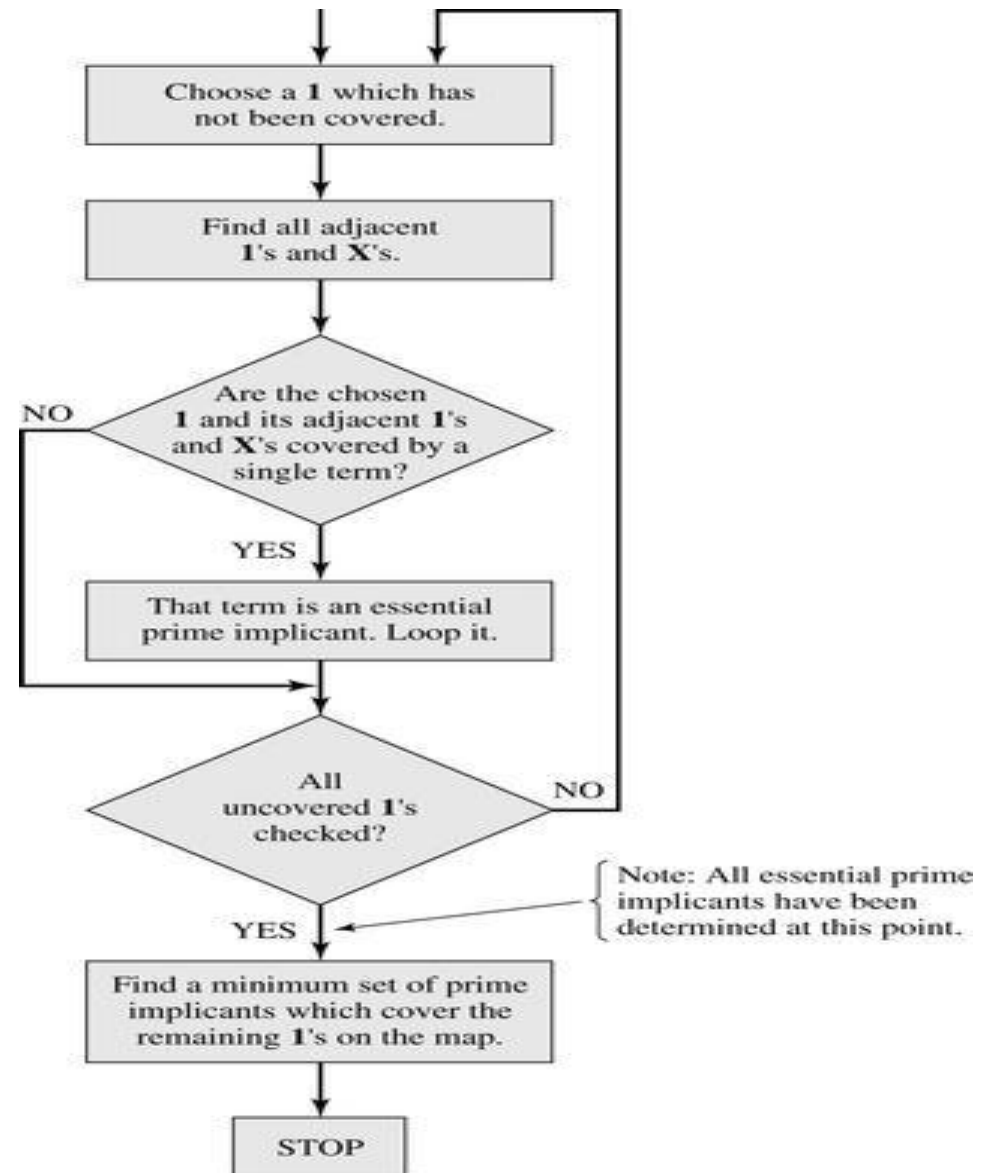 Choose a 1 which has
not been covered.
Find all adjacent
1's and X's.
Are the chosen
1 and its adjacent 1's
and X's covered by a
single term?
NO
YES
That term is an essential
prime implicant. Loop it.
All
uncovered 1's
checked?
NO
Note: All essential prime
implicants have been
determined at this point.
YES
Find a minimum set of prime
implicants which cover the
remaining 1's on the map.
STOP